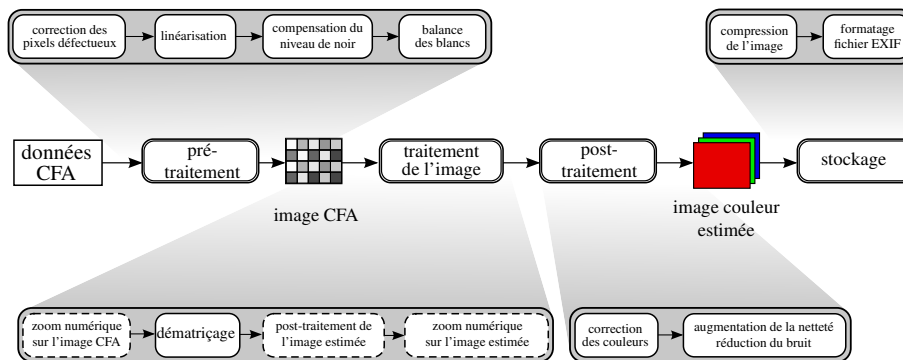 correction des
pixels défectueux
linéarisation
compensation du
niveau de noir
balance
des blancs
compression
de l'image
formatage
fichier EXIF
données
CFA
pré-
traitement
image CFA
traitement
de l'image
post-
traitement
image couleur
estimée
stockage
zoom numérique
sur l'image CFA
dématriçage
post-traitement de
l'image estimée
zoom numérique
sur l'image estimée
correction
des couleurs
augmentation de la netteté
réduction du bruit